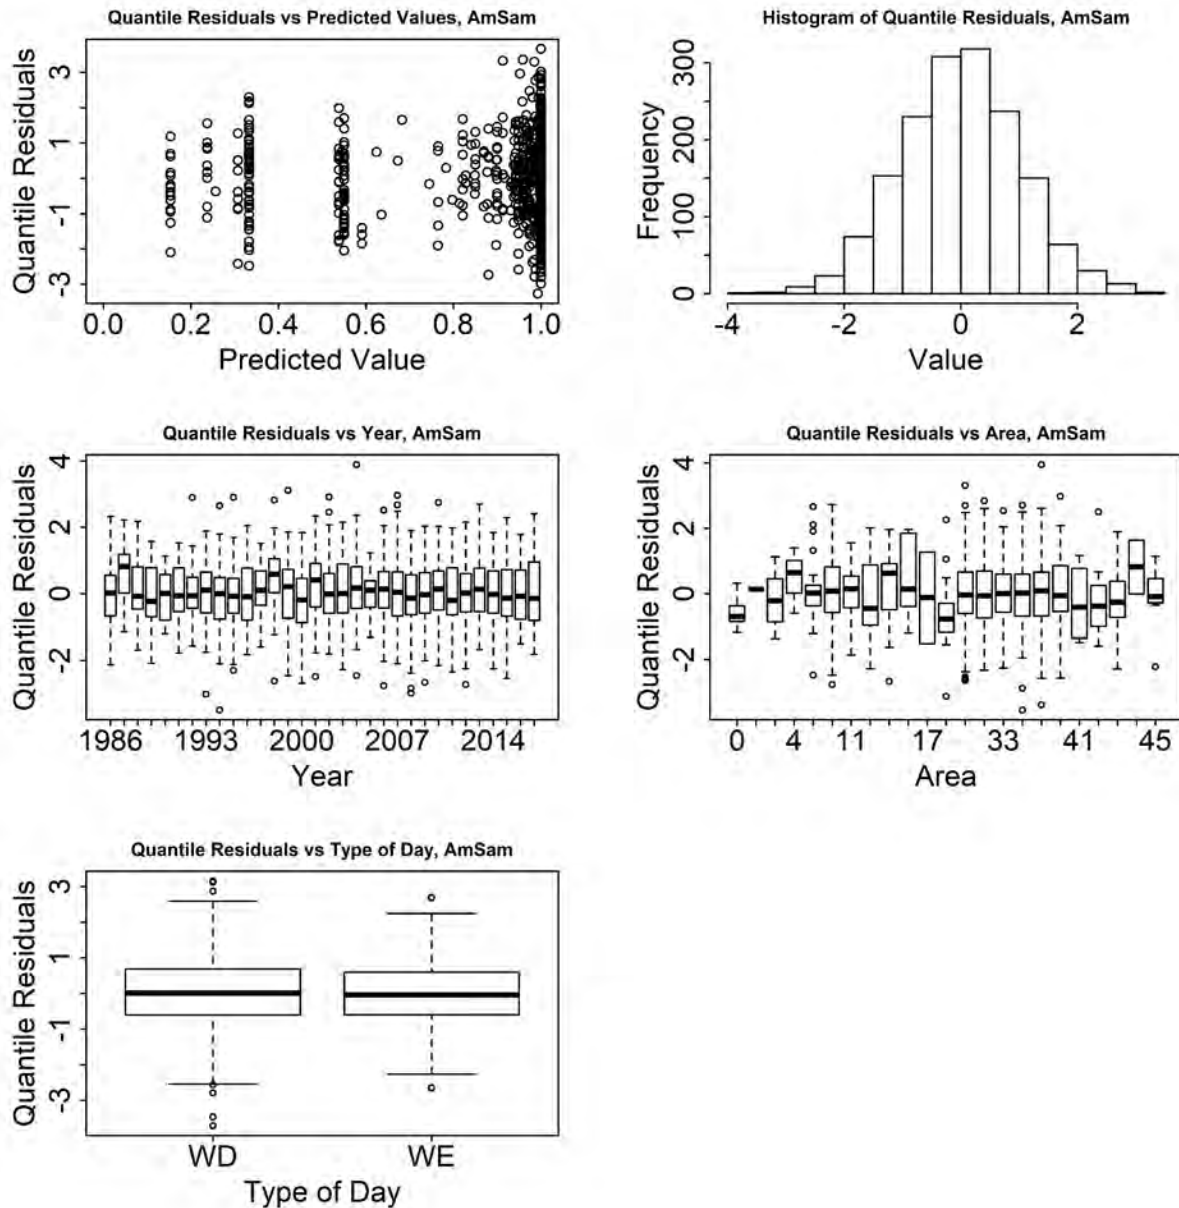 Quantile Residuals vs Predicted Values, AmSam
Quantile Residuals
3
1
-1
-3
0.0 0.2 0.4 0.6 0.8 1.0
Predicted Value
Histogram of Quantile Residuals, AmSam
Frequency
300
200
100
0
-4 -2 0 2
Value
Quantile Residuals vs Year, AmSam
Quantile Residuals
4
2
0
-2
1986 1993 2000 2007 2014
Year
Quantile Residuals vs Area, AmSam
Quantile Residuals
4
2
0
-2
0 4 11 17 33 41 45
Area
Quantile Residuals vs Type of Day, AmSam
Quantile Residuals
3
1
-1
-3
WD WE
Type of Day